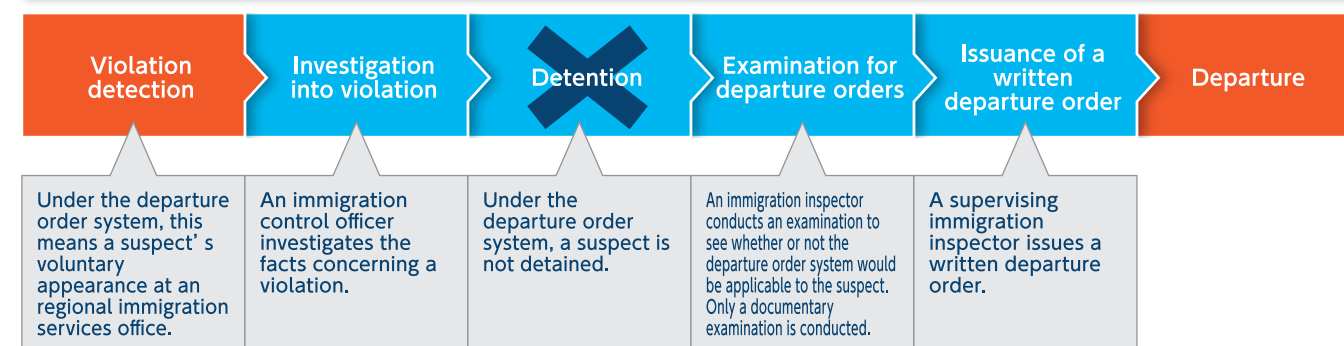 Violation
detection
Investigation
into violation
Detention
Examination for
departure orders
Issuance of a
written
departure order
Departure
Under the departure
order system, this
means a suspect’ s
voluntary
appearance at an
regional immigration
services office.
An immigration
control officer
investigates the
facts concerning a
violation.
Under the
departure order
system, a suspect is
not detained.
An immigration inspector
conducts an examination to
see whether or not the
departure order system would
be applicable to the suspect.
Only a documentary
examination is conducted.
A supervising
immigration
inspector issues a
written departure
order.